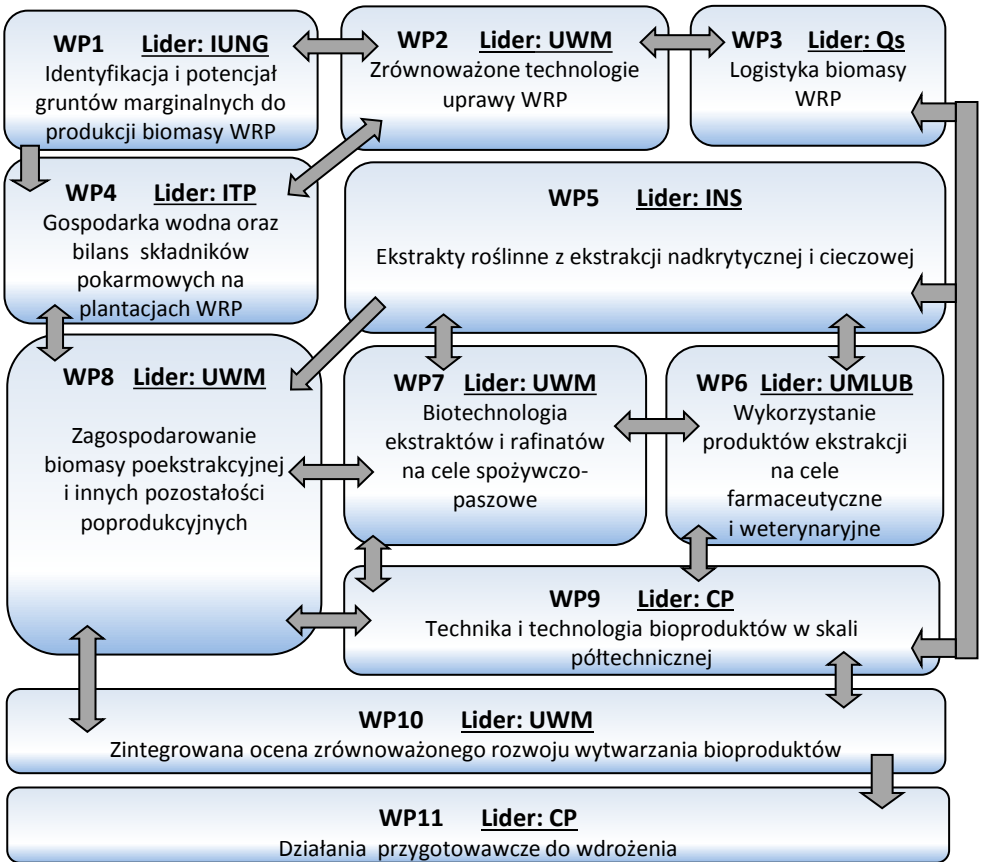 WP1 Lider: IUNG
Identyfikacja i potencjał
gruntów marginalnych do
produkcji biomasy WRP
WP2 Lider: UWM
Zrównoważone technologie
uprawy WRP
WP3 Lider: Qs
Logistyka biomasy
WRP
WP4 Lider: ITP
Gospodarka wodna oraz
bilans składników
pokarmowych na
plantacjach WRP
WP5 Lider: INS
Ekstrakty roślinne z ekstrakcji nadkrytycznej i cieczowej
WP8 Lider: UWM
Zagospodarowanie
biomasy poekstrakcyjnej
i innych pozostałości
poprodukcyjnych
WP7 Lider: UWM
Biotechnologia
ekstraktów i rafinatów
na cele spożywczo-
paszowe
WP6 Lider: UMLUB
Wykorzystanie
produktów ekstrakcji
na cele
farmaceutyczne
i weterynaryjne
WP9 Lider: CP
Technika i technologia bioproduktów w skali
półtechnicznej
WP10 Lider: UWM
Zintegrowana ocena zrównoważonego rozwoju wytwarzania bioproduktów
WP11 Lider: CP
Działania przygotowawcze do wdrożenia